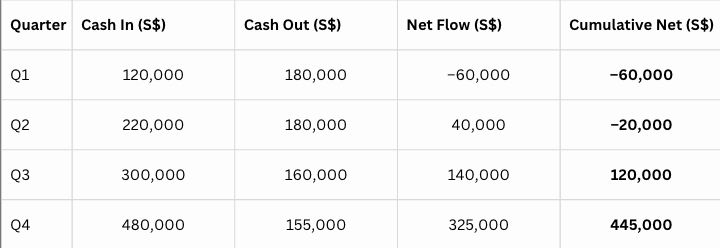 Quarter Cash In (S$) Cash Out (S$) Net Flow (S$) Cumulative Net (S$)
Q1 120,000 180,000 −60,000 −60,000
Q2 220,000 180,000 40,000 −20,000
Q3 300,000 160,000 140,000 120,000
Q4 480,000 155,000 325,000 445,000